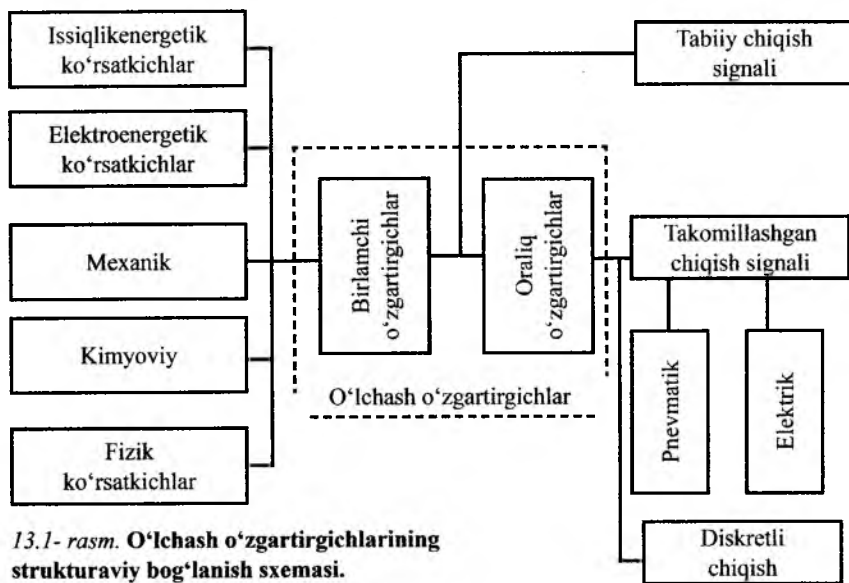 Issiqlikenergetik
ko‘rsatkichlar
Elektroenergetik
ko‘rsatkichlar
Mexanik
Kimyoviy
Fizik
ko‘rsatkichlar
Birlamchi
o‘zgartirgichlar
Oraliq
o‘zgartirgichlar
O‘lchash o‘zgartirgichlar
Tabiiy chiqish
signali
Takomillashgan
chiqish signali
Pnevmatik
Elektrik
Diskretli
chiqish
13.1- rasm. O‘lchash o‘zgartirgichlarining
strukturaviy bog‘lanish sxemasi.